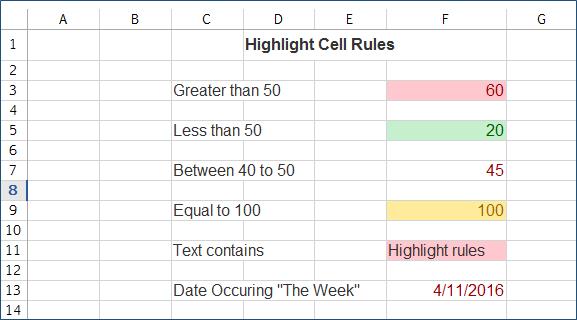 A B C D E F G
1 Highlight Cell Rules
2
3 Greater than 50 60
4
5 Less than 50 20
6
7 Between 40 to 50 45
8
9 Equal to 100 100
10
11 Text contains Highlight rules
12
13 Date Occuring "The Week" 4/11/2016
14